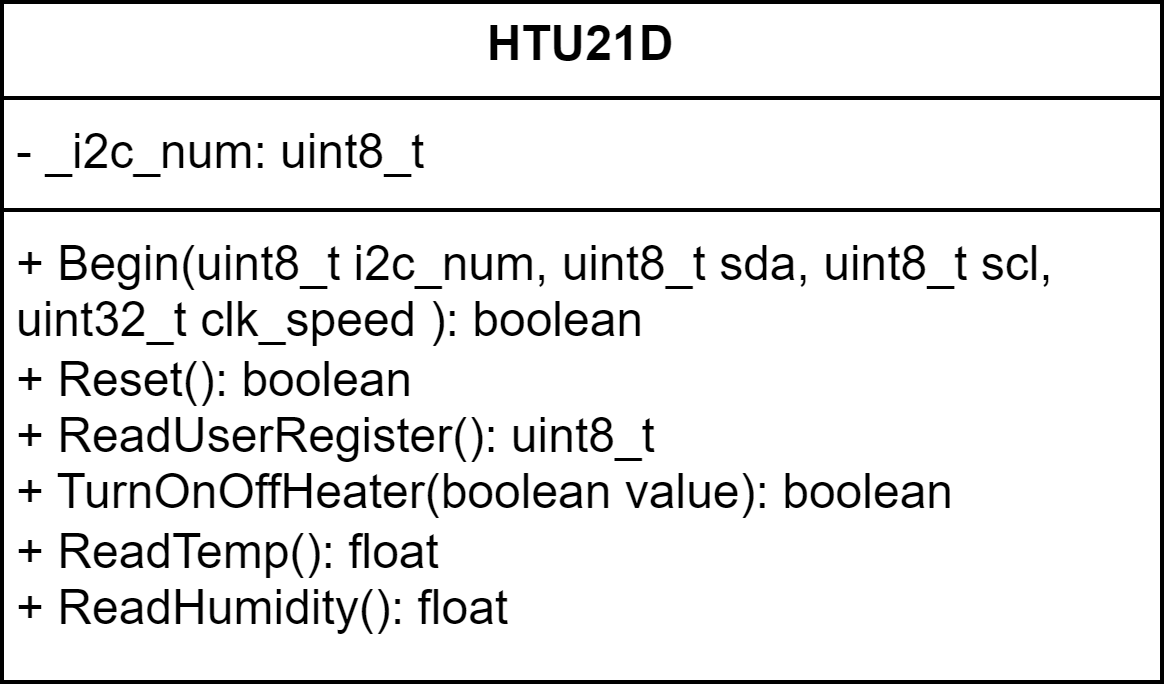 HTU21D
- _i2c_num: uint8_t
+ Begin(uint8_t i2c_num, uint8_t sda, uint8_t scl,
uint32_t clk_speed ): boolean
+ Reset(): boolean
+ ReadUserRegister(): uint8_t
+ TurnOnOffHeater(boolean value): boolean
+ ReadTemp(): float
+ ReadHumidity(): float